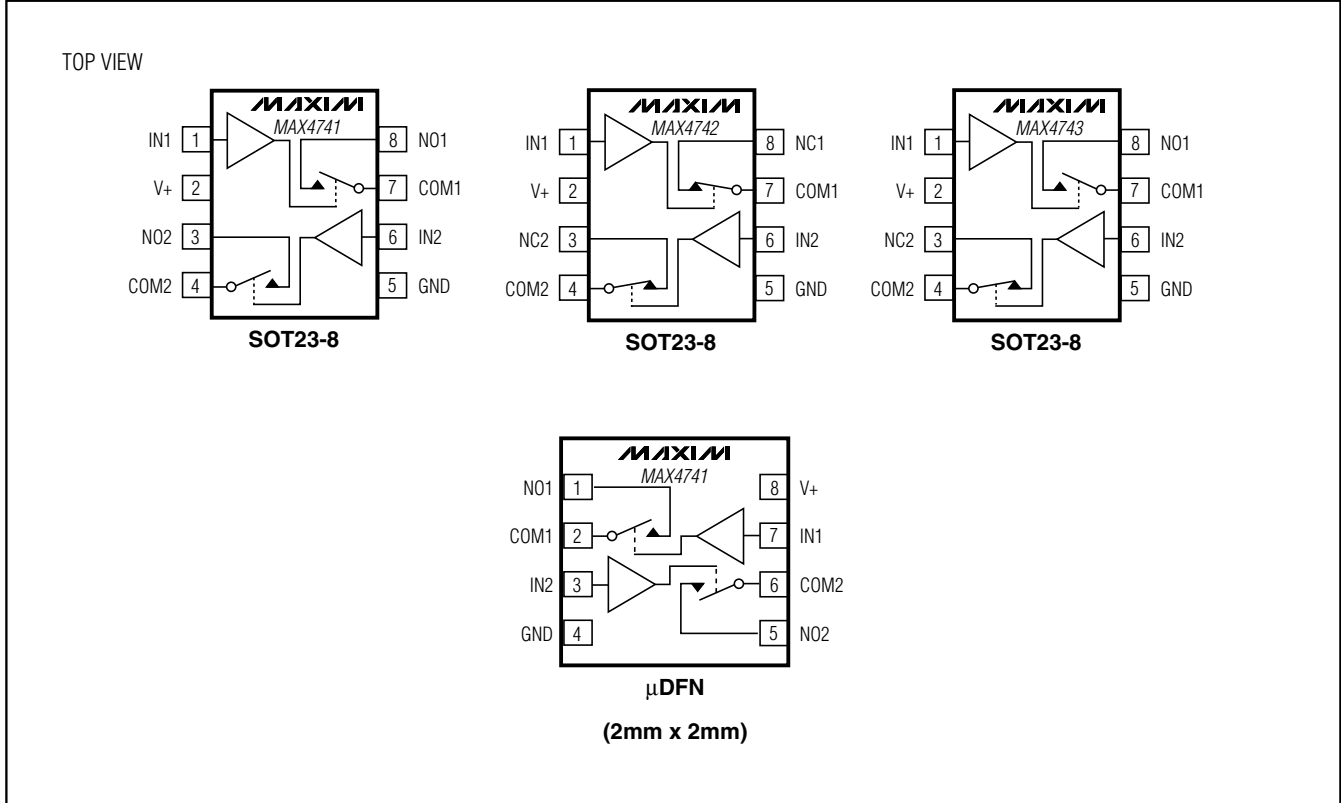 TOP VIEW
MAXIM
MAX4741
IN1 1
V+ 2
NO2 3
COM2 4
8 NO1
7 COM1
6 IN2
5 GND
SOT23-8
MAXIM
MAX4742
IN1 1
V+ 2
NC2 3
COM2 4
8 NC1
7 COM1
6 IN2
5 GND
SOT23-8
MAXIM
MAX4743
IN1 1
V+ 2
NC2 3
COM2 4
8 NO1
7 COM1
6 IN2
5 GND
SOT23-8
MAXIM
MAX4741
NO1 1
COM1 2
IN2 3
GND 4
8 V+
7 IN1
6 COM2
5 NO2
μDFN
(2mm x 2mm)